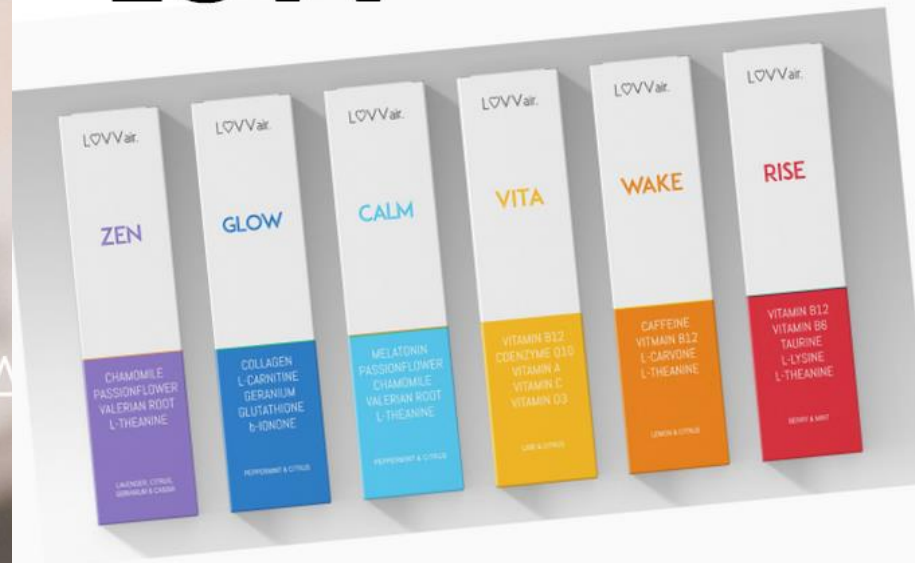 LOVVair.
ZEN
CHAMOMILE
PASSIONFLOWER
VALERIAN ROOT
L-THEANINE
LAVENDER, CITRUS,
GERANIUM & CASSIA
LOVVair.
GLOW
COLLAGEN
L-CARNITINE
GERANIUM
GLUTATHIONE
b-IONONE
PEPPERMINT & CITRUS
LOVVair.
CALM
MELATONIN
PASSIONFLOWER
CHAMOMILE
VALERIAN ROOT
L-THEANINE
PEPPERMINT & CITRUS
LOVVair.
VITA
VITAMIN B12
COENZYME Q10
VITAMIN A
VITAMIN C
VITAMIN D3
LIME & CITRUS
LOVVair.
WAKE
CAFFEINE
VITMAIN B12
L-CARVONE
L-THEANINE
LEMON & CITRUS
LOVVair.
RISE
VITAMIN B12
VITAMIN B6
TAURINE
L-LYSINE
L-THEANINE
BERRY & MINT